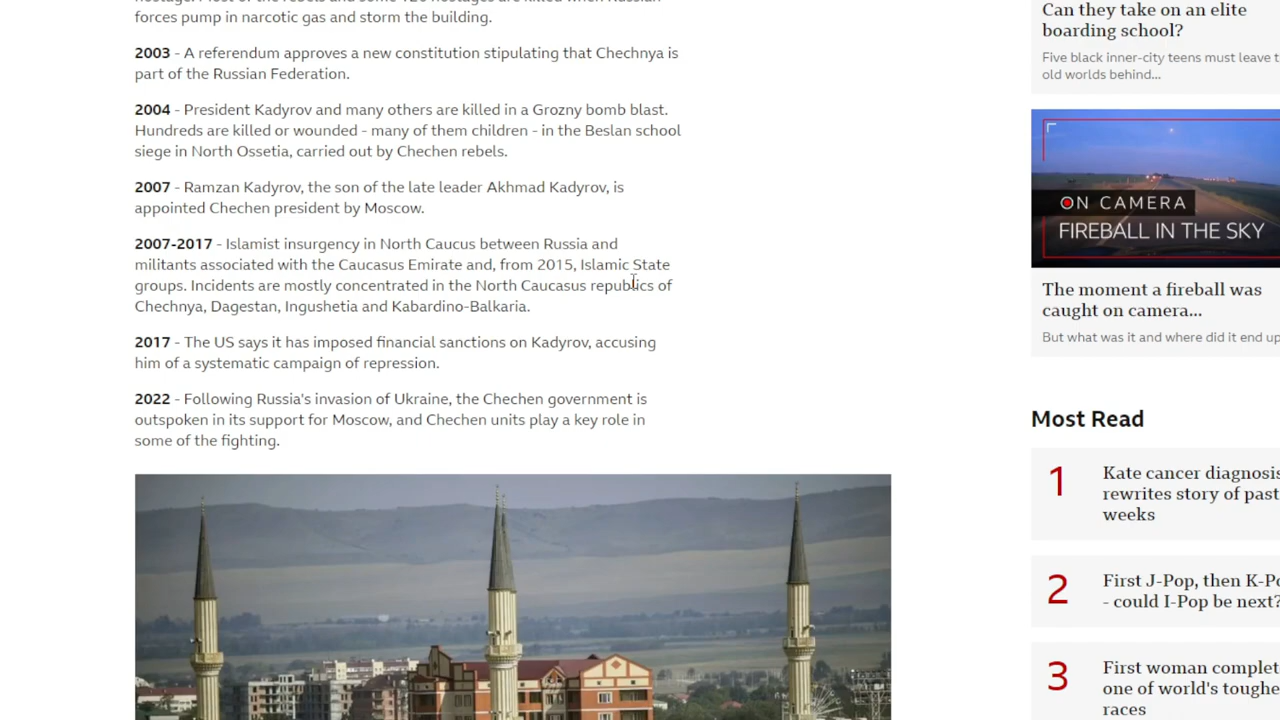 hostage. Most of the rebels and some 120 hostages are killed when Russian
forces pump in narcotic gas and storm the building.
2003 - A referendum approves a new constitution stipulating that Chechnya is
part of the Russian Federation.
2004 - President Kadyrov and many others are killed in a Grozny bomb blast.
Hundreds are killed or wounded - many of them children - in the Beslan school
siege in North Ossetia, carried out by Chechen rebels.
2007 - Ramzan Kadyrov, the son of the late leader Akhmad Kadyrov, is
appointed Chechen president by Moscow.
2007-2017 - Islamist insurgency in North Caucus between Russia and
militants associated with the Caucasus Emirate and, from 2015, Islamic State
groups. Incidents are mostly concentrated in the North Caucasus republics of
Chechnya, Dagestan, Ingushetia and Kabardino-Balkaria.
2017 - The US says it has imposed financial sanctions on Kadyrov, accusing
him of a systematic campaign of repression.
2022 - Following Russia's invasion of Ukraine, the Chechen government is
outspoken in its support for Moscow, and Chechen units play a key role in
some of the fighting.
Can they take on an elite
boarding school?
Five black inner-city teens must leave
old worlds behind...
ON CAMERA
FIREBALL IN THE SKY
The moment a fireball was
caught on camera...
But what was it and where did it end
Most Read
1
Kate cancer diagnosis
rewrites story of past
weeks
2
First J-Pop, then
- could I-Pop be next?
3
First woman
one of world's
races